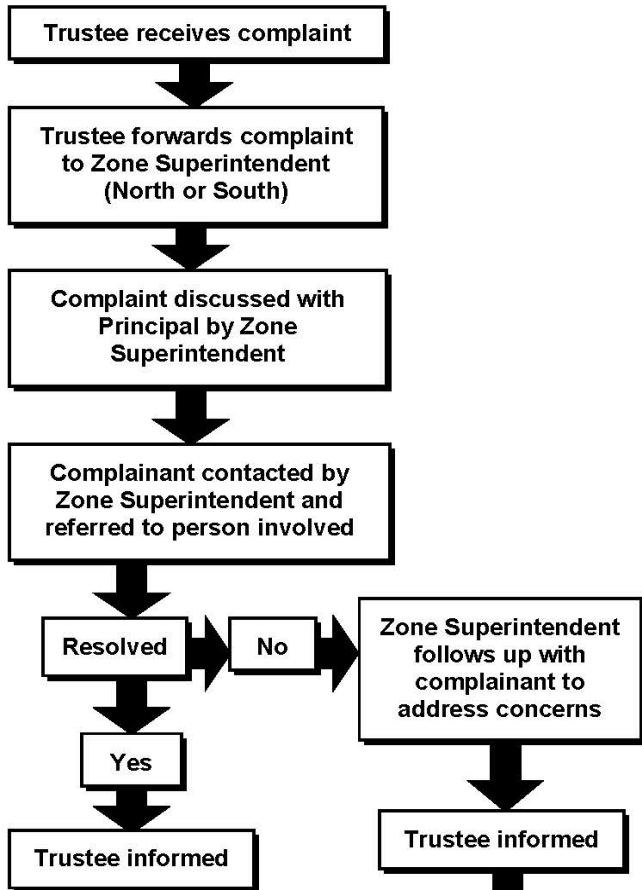 Trustee receives complaint
Trustee forwards complaint
to Zone Superintendent
(North or South)
Complaint discussed with
Principal by Zone
Superintendent
Complainant contacted by
Zone Superintendent and
referred to person involved
Resolved
No
Zone Superintendent
follows up with
complainant to
address concerns
Yes
Trustee informed
Trustee informed